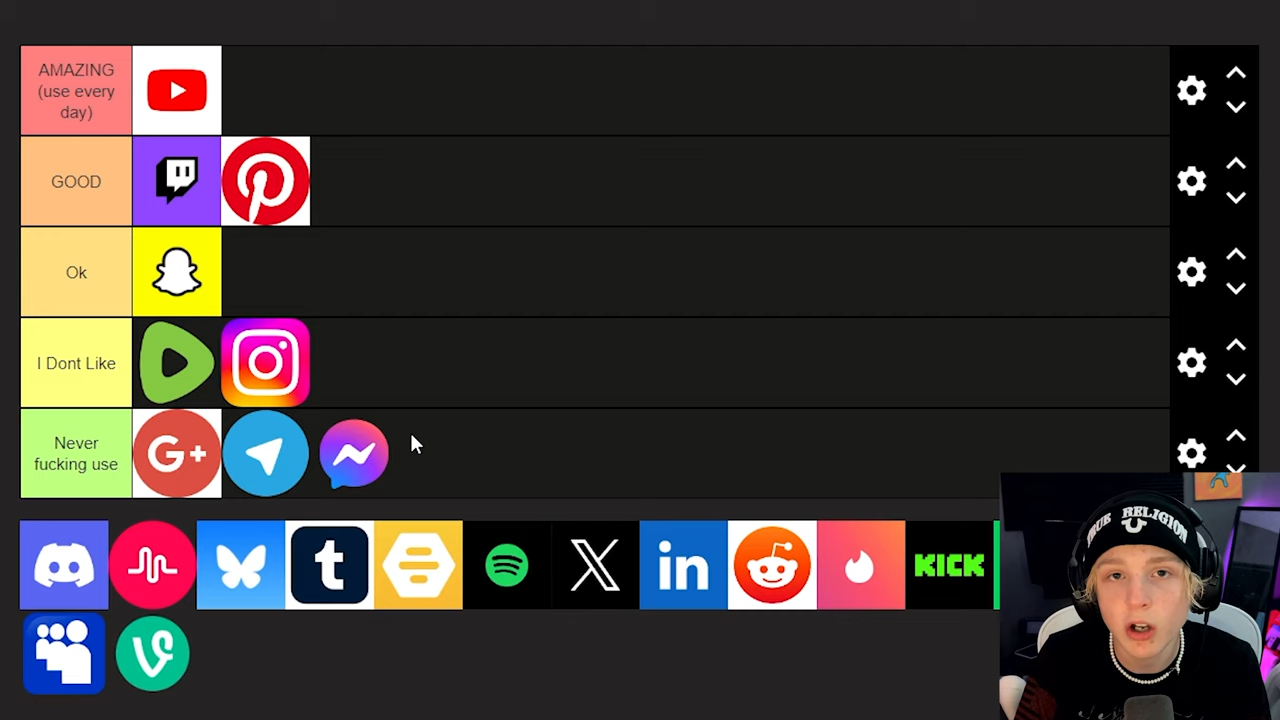 AMAZING
(use every
day)
GOOD
Ok
I Dont Like
Never
fucking use
G+
t
X
in
KICK
TRUE RELIGION